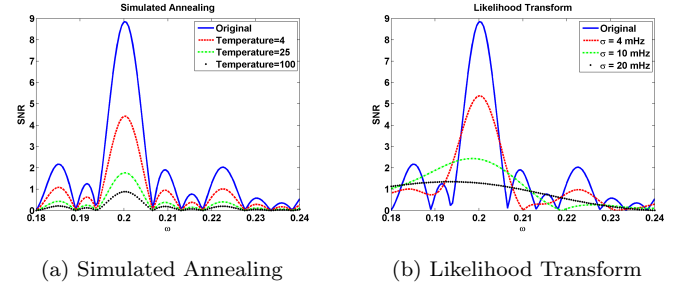 Simulated Annealing
Original
Temperature=4
Temperature=25
Temperature=100
SNR
9
8
7
6
5
4
3
2
1
0
0.18 0.19 0.2 0.21 0.22 0.23 0.24
ω
(a) Simulated Annealing
Likelihood Transform
Original
σ = 4 mHz
σ = 10 mHz
σ = 20 mHz
SNR
9
8
7
6
5
4
3
2
1
0
0.18 0.19 0.2 0.21 0.22 0.23 0.24
ω
(b) Likelihood Transform